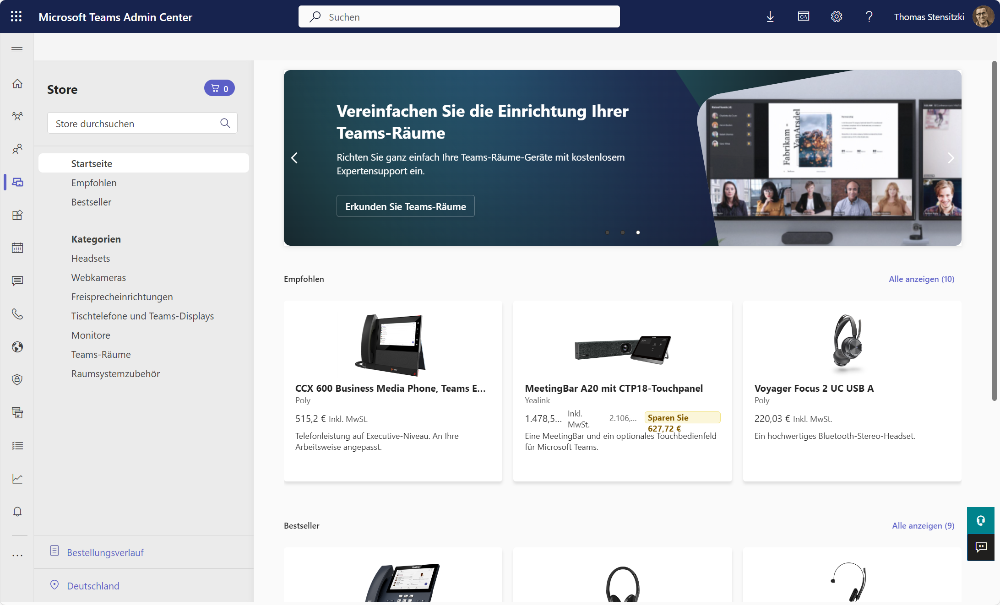 Microsoft Teams Admin Center
Suchen
Thomas Stensitzki
Store
0
Store durchsuchen
Startseite
Empfohlen
Bestseller
Kategorien
Headsets
Webkameras
Freisprecheinrichtungen
Tischtelefone und Teams-Displays
Monitore
Teams-Räume
Raumsystemzubehör
Bestellungsverlauf
Deutschland
Vereinfachen Sie die Einrichtung Ihrer
Teams-Räume
Richten Sie ganz einfach Ihre Teams-Räume-Geräte mit kostenlosem
Expertensupport ein.
Erkunden Sie Teams-Räume
Fabrikam -
VanArsdel
Empfohlen
Alle anzeigen (10)
CCX 600 Business Media Phone, Teams E...
Poly
515,2 € Inkl. MwSt.
Telefonleistung auf Executive-Niveau. An Ihre
Arbeitsweise angepasst.
MeetingBar A20 mit CTP18-Touchpanel
Yealink
1.478,5... Inkl. MwSt. 2.106,... Sparen Sie
627,72 €
Eine MeetingBar und ein optionales Touchbedienfeld
für Microsoft Teams.
Voyager Focus 2 UC USB A
Poly
220,03 € Inkl. MwSt.
Ein hochwertiges Bluetooth-Stereo-Headset.
Bestseller
Alle anzeigen (9)